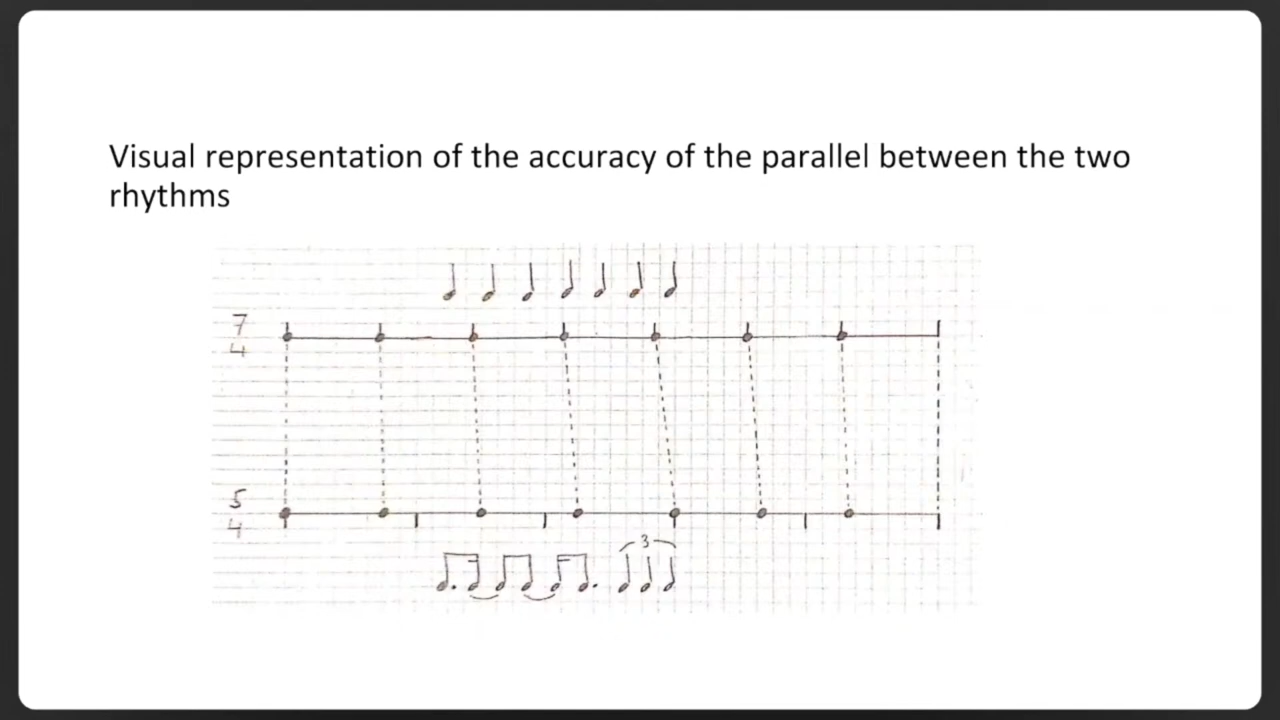 Visual representation of the accuracy of the parallel between the two
rhythms
7
4
5
4
3